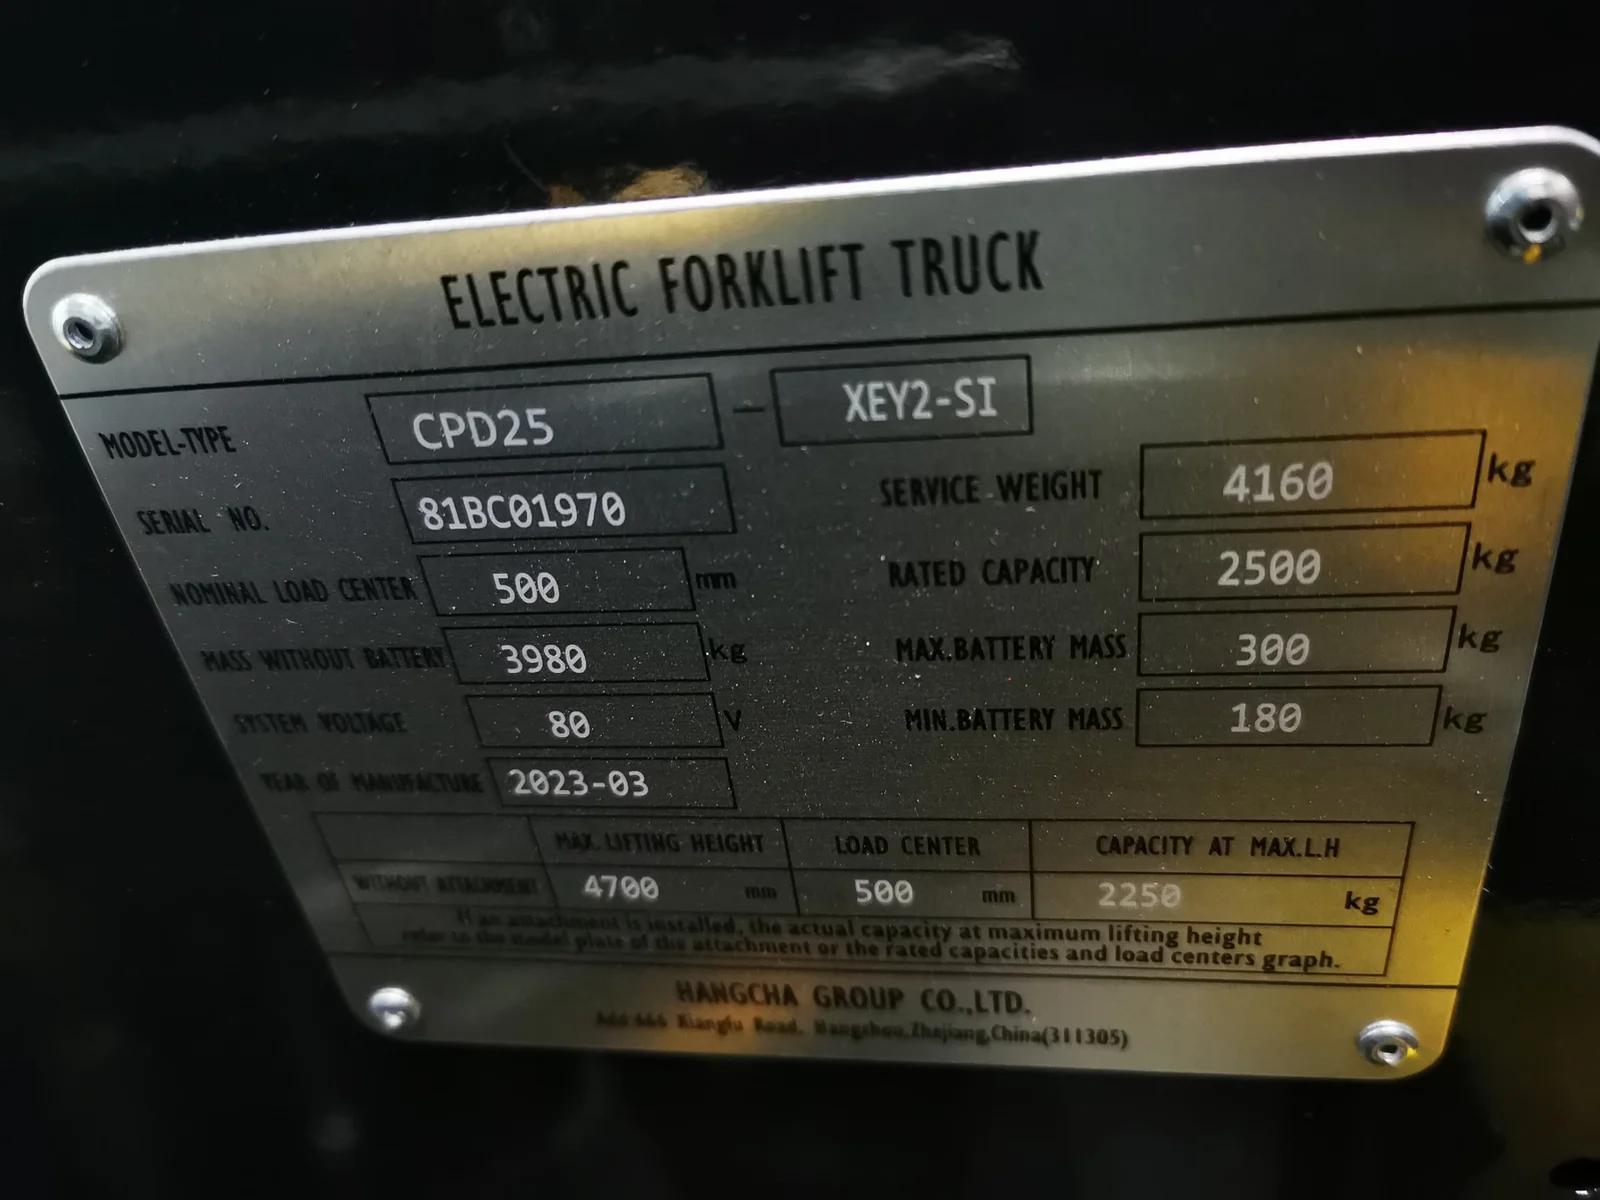 ELECTRIC FORKLIFT TRUCK
MODEL-TYPE CPD25 — XEY2-SI
SERIAL NO. 81BC01970
SERVICE WEIGHT 4160 kg
NOMINAL LOAD CENTER 500 mm
RATED CAPACITY 2500 kg
MASS WITHOUT BATTERY 3980 kg
MAX.BATTERY MASS 300 kg
SYSTEM VOLTAGE 80 V
MIN.BATTERY MASS 180 kg
YEAR OF MANUFACTURE 2023-03
MAX. LIFTING HEIGHT LOAD CENTER CAPACITY AT MAX.L.H
WITHOUT ATTACHMENT 4700 mm 500 mm 2250 kg
If an attachment is installed, the actual capacity at maximum lifting height
refer to the model plate of the attachment or the rated capacities and load centers graph.
HANGCHA GROUP CO.,LTD.
Add:666 Xiangfu Road, Hangzhou,Zhejiang,China(311305)